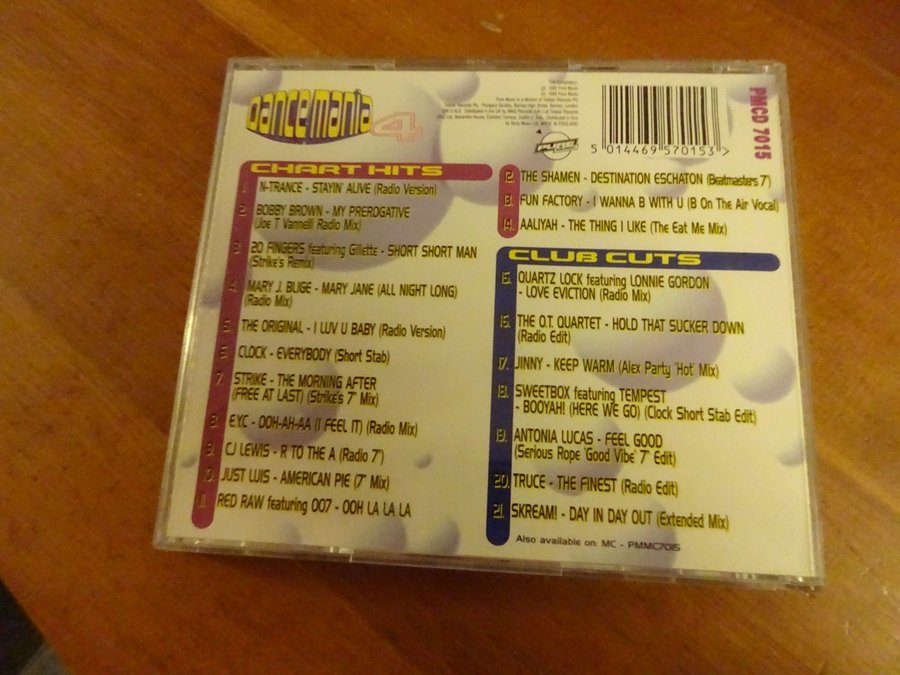 Dancemania 4
PURE
5 014469 570153 >
PMCD 7015
CHART HITS
1. N-TRANCE - STAYIN' ALIVE (Radio Version)
2. BOBBY BROWN - MY PREROGATIVE
(Joe T Vannelli Radio Mix)
3. 20 FINGERS featuring Gillette - SHORT SHORT MAN
(Strike's Remix)
4. MARY J. BLIGE - MARY JANE (ALL NIGHT LONG)
(Radio Mix)
5. THE ORIGINAL - I LUV U BABY (Radio Version)
6. CLOCK - EVERYBODY (Short Stab)
7. STRIKE - THE MORNING AFTER
(FREE AT LAST) (Strike's 7" Mix)
8. E.Y.C - OOH-AH-AA (I FEEL IT) (Radio Mix)
9. CJ LEWIS - R TO THE A (Radio 7")
10. JUST LUIS - AMERICAN PIE (7" Mix)
11. RED RAW featuring 007 - OOH LA LA LA
12. THE SHAMEN - DESTINATION ESCHATON (Beatmasters 7")
13. FUN FACTORY - I WANNA B WITH U (B On The Air Vocal)
14. AALIYAH - THE THING I LIKE (The Eat Me Mix)
CLUB CUTS
15. QUARTZ LOCK featuring LONNIE GORDON
- LOVE EVICTION (Radio Mix)
16. THE O.T. QUARTET - HOLD THAT SUCKER DOWN
(Radio Edit)
17. JINNY - KEEP WARM (Alex Party 'Hot' Mix)
18. SWEETBOX featuring TEMPEST
- BOOYAH! (HERE WE GO) (Clock Short Stab Edit)
19. ANTONIA LUCAS - FEEL GOOD
(Serious Rope 'Good Vibe' 7" Edit)
20. TRUCE - THE FINEST (Radio Edit)
21. SKREAM! - DAY IN DAY OUT (Extended Mix)
Also available on: MC - PMMC7015